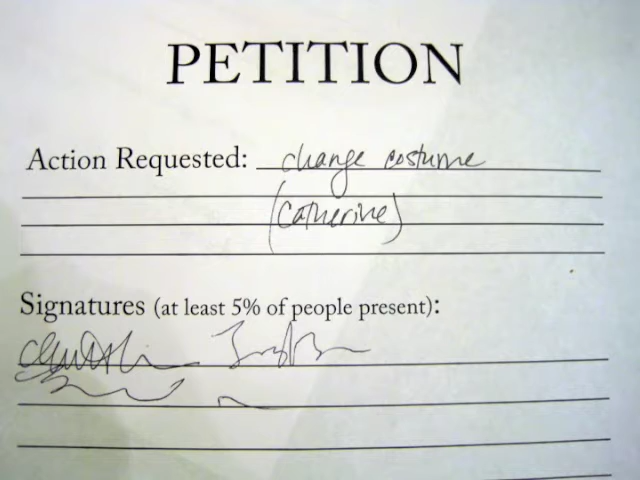 PETITION
Action Requested: change costume
(Catherine)
Signatures (at least 5% of people present):